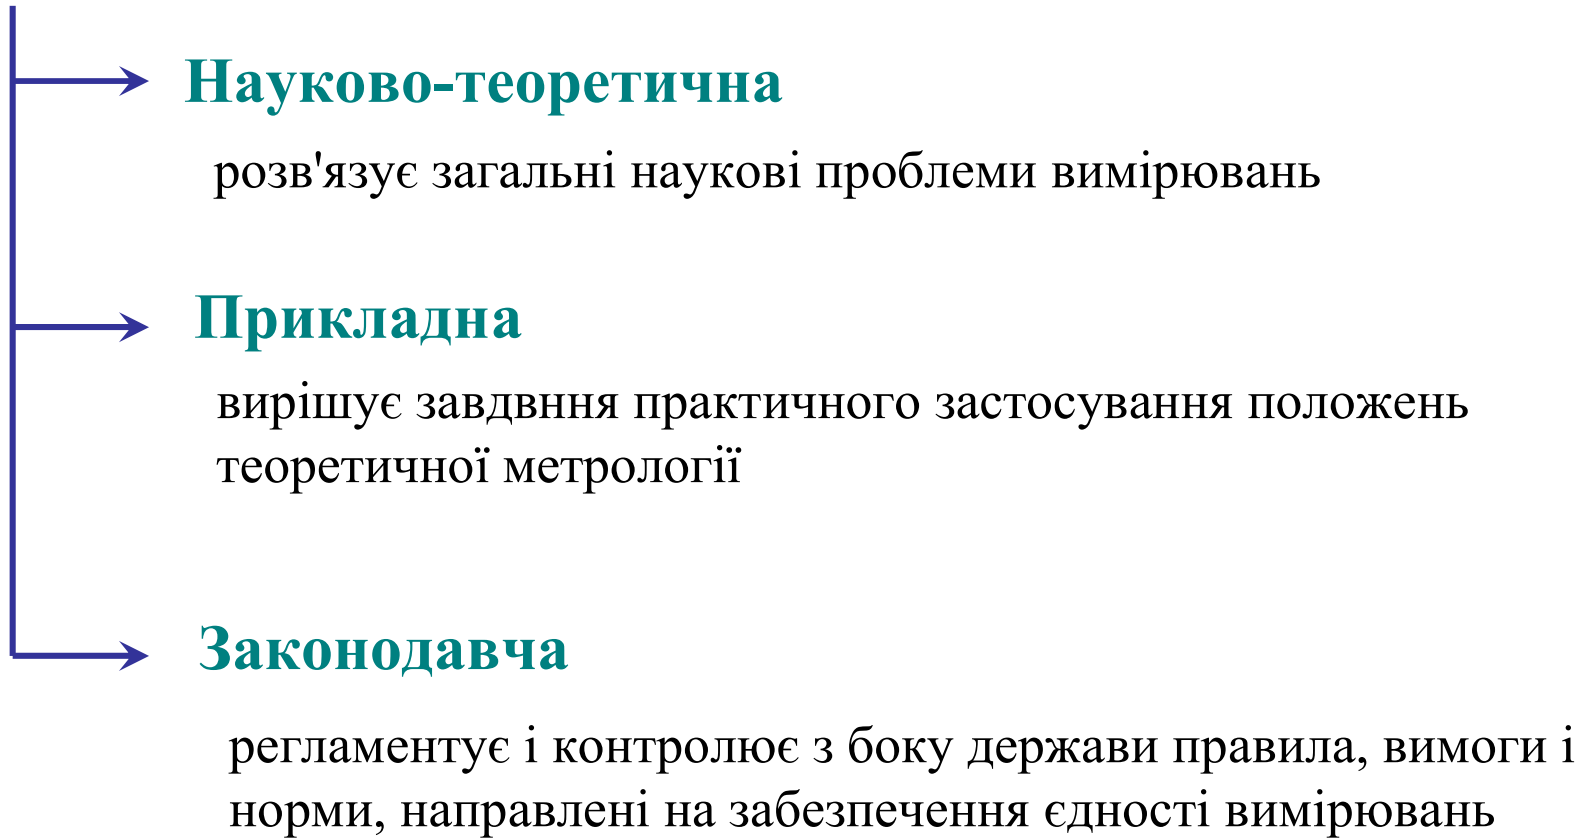 Науково-теоретична
розв'язує загальні наукові проблеми вимірювань
Прикладна
вирішує завдвння практичного застосування положень
теоретичної метрології
Законодавча
регламентує і контролює з боку держави правила, вимоги і
норми, направлені на забезпечення єдності вимірювань